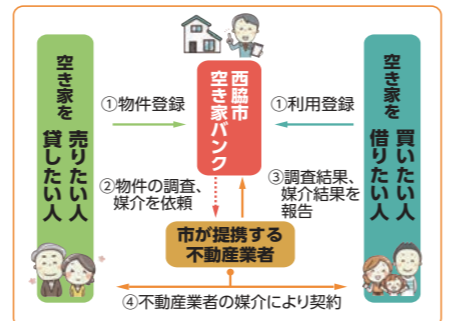 空き家を
売りたい人
貸したい人
①物件登録
西脇市
空き家バンク
①利用登録
空き家を
買いたい人
借りたい人
②物件の調査、
媒介を依頼
③調査結果、
媒介結果を
報告
市が提携する
不動産業者
④不動産業者の媒介により契約